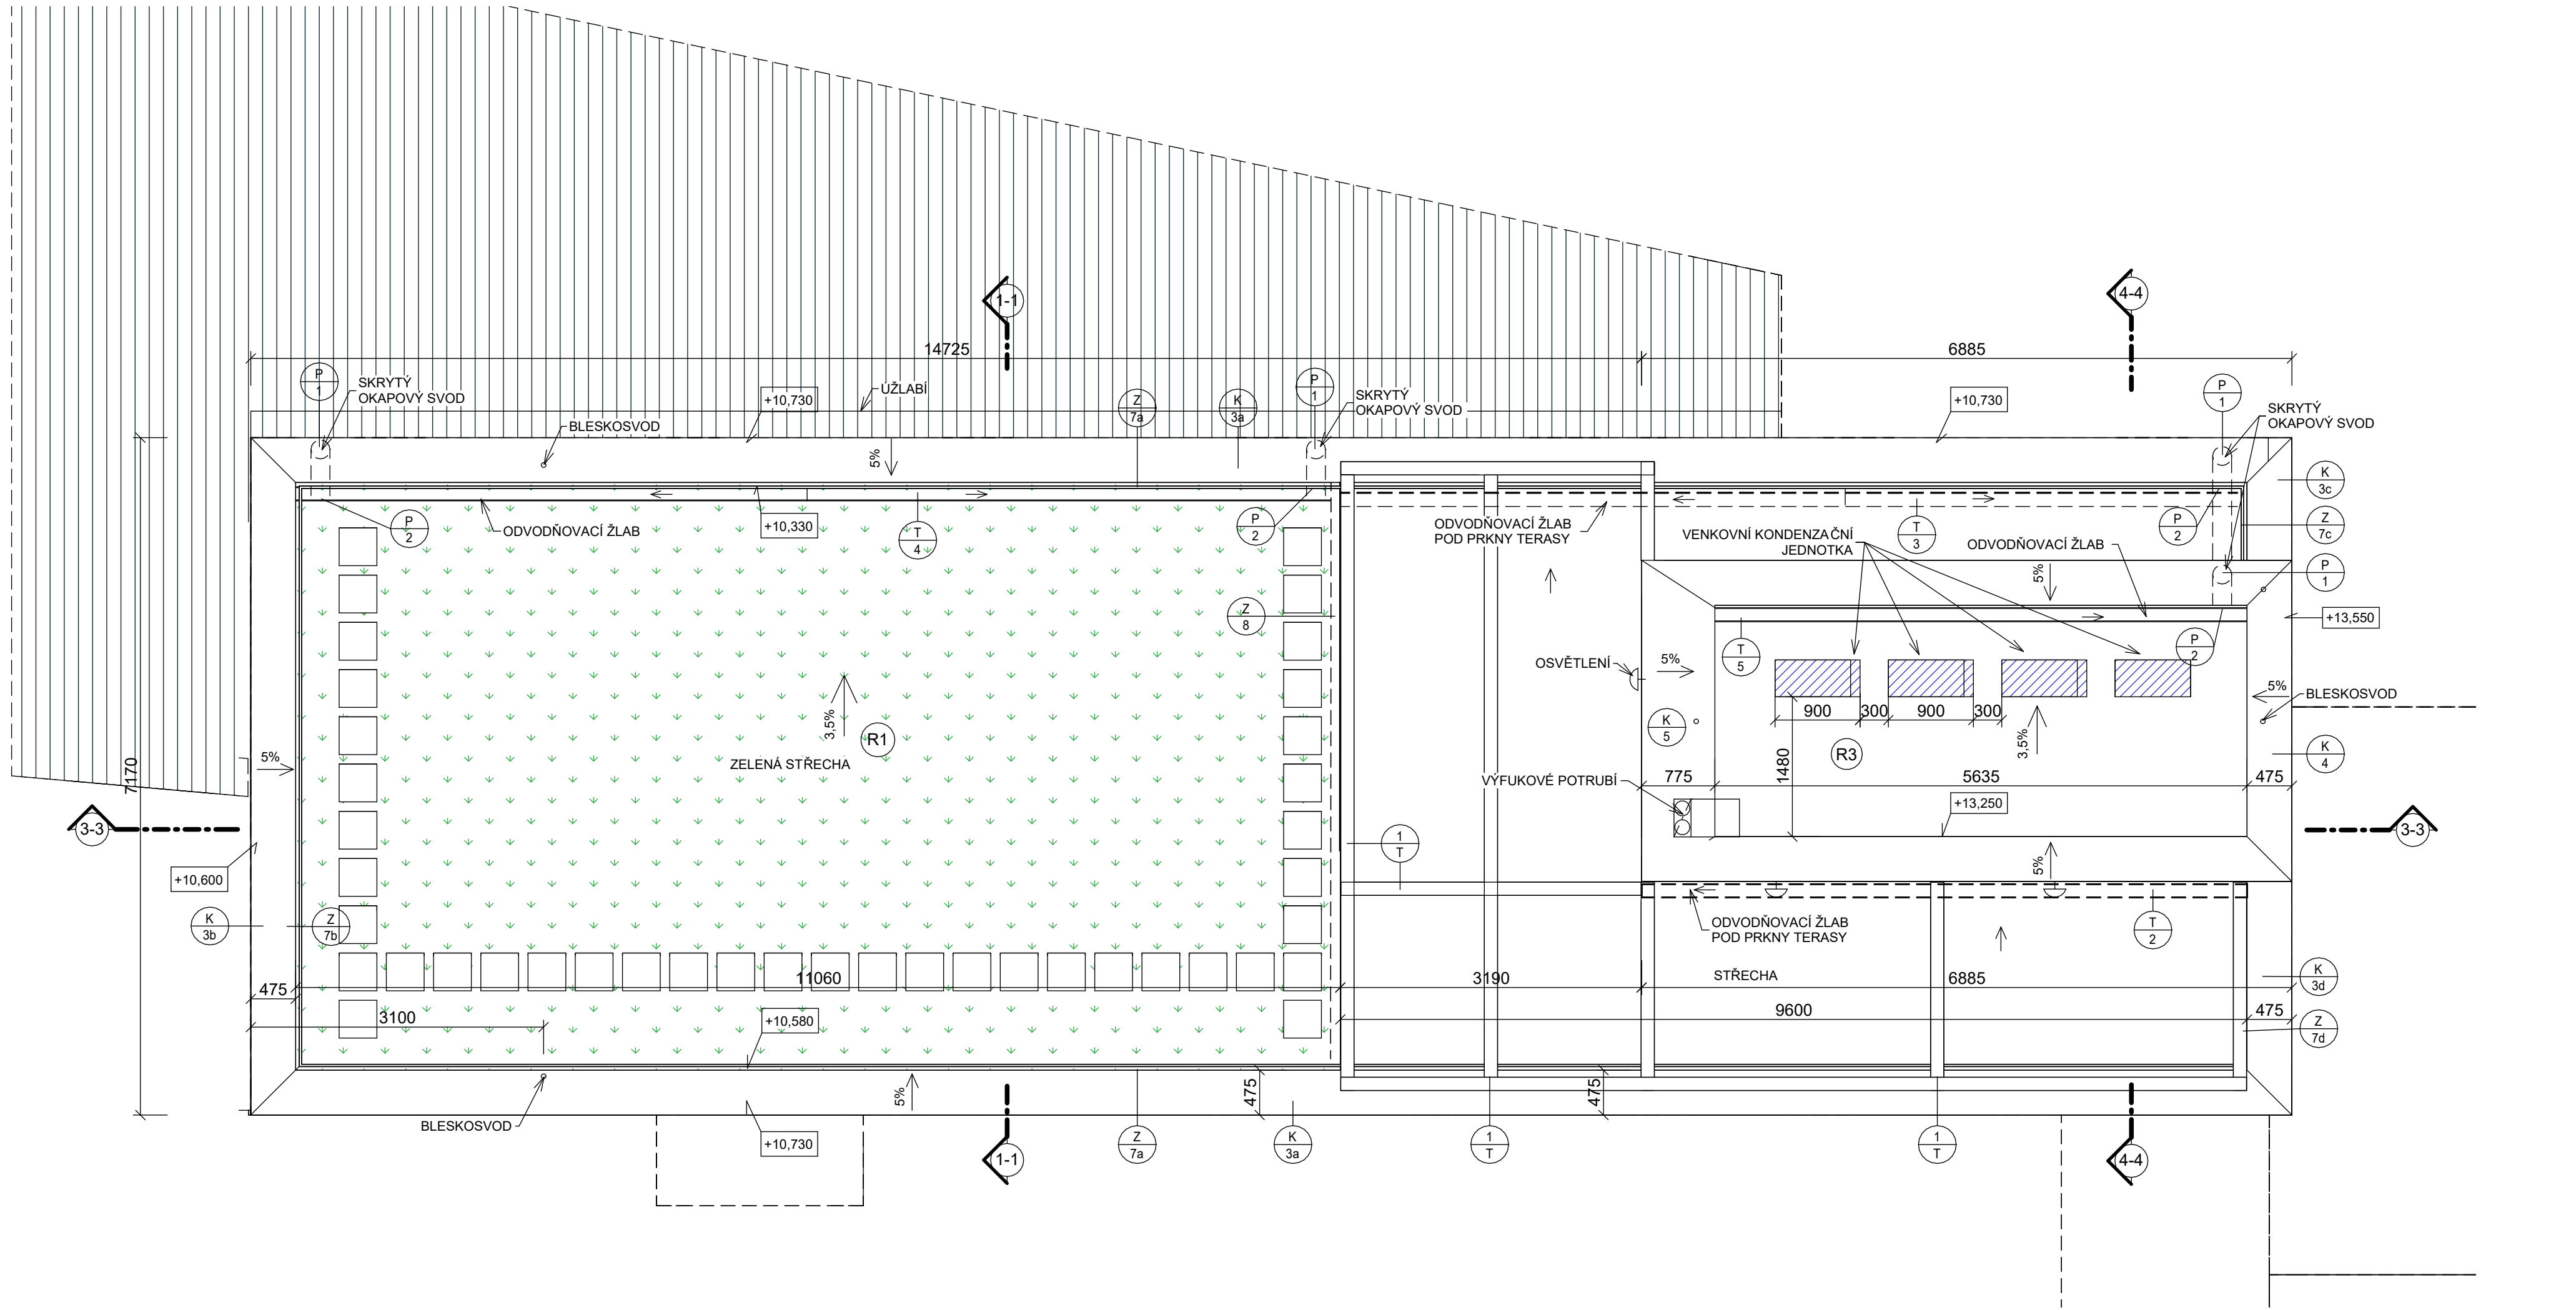 1-1
4-4
14725
6885
P
1
SKRYTÝ
OKAPOVÝ SVOD
+10,730
ÚŽLABÍ
Z
7a
K
3a
P
1
SKRYTÝ
OKAPOVÝ SVOD
+10,730
P
1
SKRYTÝ
OKAPOVÝ SVOD
BLESKOSVOD
5%
K
3c
P
2
ODVODŇOVACÍ ŽLAB
+10,330
T
4
P
2
ODVODŇOVACÍ ŽLAB
POD PRKNY TERASY
VENKOVNÍ KONDENZAČNÍ
JEDNOTKA
T
3
ODVODŇOVACÍ ŽLAB
P
2
Z
7c
5%
P
1
Z
8
+13,550
OSVĚTLENÍ
5%
T
5
P
2
5%
BLESKOSVOD
K
5
900
300
900
300
3,5%
R1
ZELENÁ STŘECHA
R3
3,5%
K
4
5%
7170
VÝFUKOVÉ POTRUBÍ
775
1480
5635
475
+13,250
3-3
3-3
1
T
5%
+10,600
K
3b
Z
7b
ODVODŇOVACÍ ŽLAB
POD PRKNY TERASY
T
2
475
11060
3190
STŘECHA
6885
K
3d
3100
+10,580
9600
475
Z
7d
5%
475
475
BLESKOSVOD
+10,730
1-1
Z
7a
K
3a
1
T
1
T
4-4